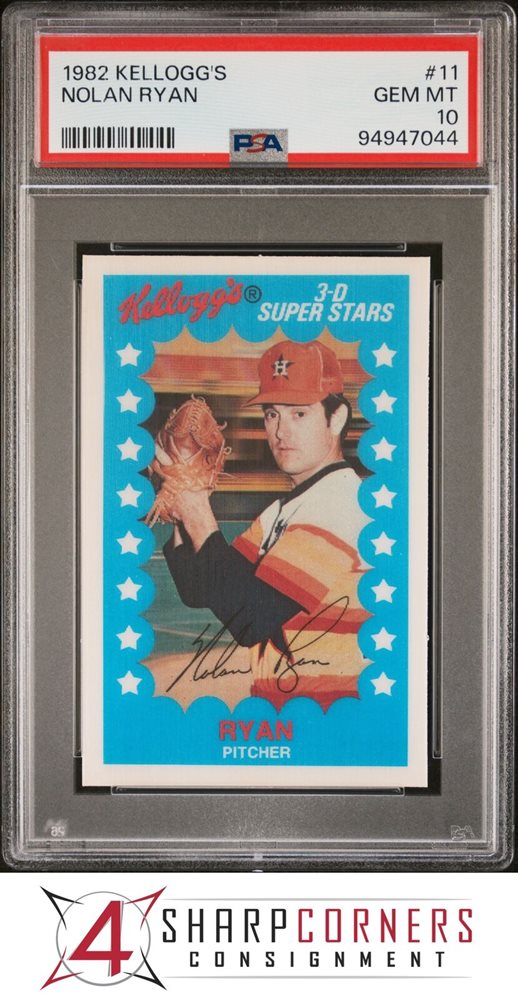 1982 KELLOGG'S #11
NOLAN RYAN GEM MT
10
PSA 94947044
Kellogg's® 3-D
SUPER STARS
Nolan Ryan
RYAN
PITCHER
PSA
4 SHARPCORNERS
CONSIGNMENT